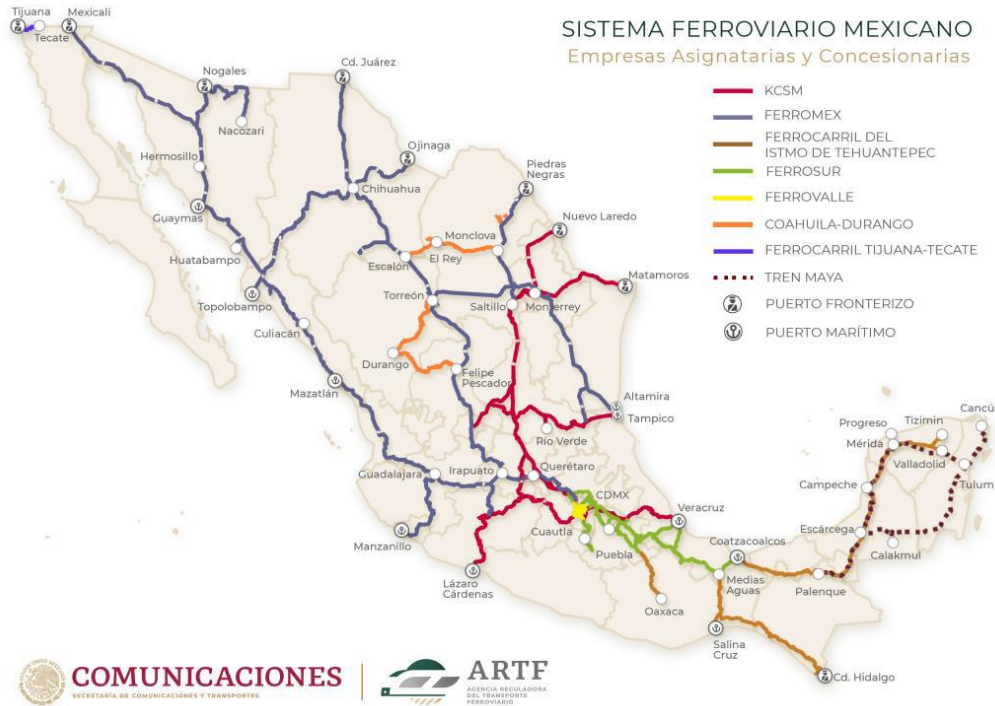 SISTEMA FERROVIARIO MEXICANO
Empresas Asignatarias y Concesionarias
KCSM
FERROMEX
FERROCARRIL DEL
ISTMO DE TEHUANTEPEC
FERROSUR
FERROVALLE
COAHUILA-DURANGO
FERROCARRIL TIJUANA-TECATE
TREN MAYA
PUERTO FRONTERIZO
PUERTO MARÍTIMO
Tijuana
Mexicali
Tecate
Nogales
Cd. Juárez
Nacozari
Hermosillo
Ojinaga
Chihuahua
Piedras
Negras
Guaymas
Nuevo Laredo
Monclova
El Rey
Huatabampo
Escalón
Matamoros
Topolobampo
Torreón
Saltillo
Monterrey
Culiacán
Durango
Felipe
Pescador
Mazatlán
Altamira
Tampico
Río Verde
Guadalajara
Irapuato
Querétaro
CDMX
Veracruz
Manzanillo
Cuautla
Puebla
Lázaro
Cárdenas
Oaxaca
Coatzacoalcos
Medias
Aguas
Salina
Cruz
Palenque
Cd. Hidalgo
Progreso
Tizimin
Cancú
Mérida
Valladolid
Campeche
Tulum
Escárcega
Calakmul
COMUNICACIONES
SECRETARÍA DE COMUNICACIONES Y TRANSPORTES
ARTF
AGENCIA REGULADORA
DEL TRANSPORTE
FERROVIARIO